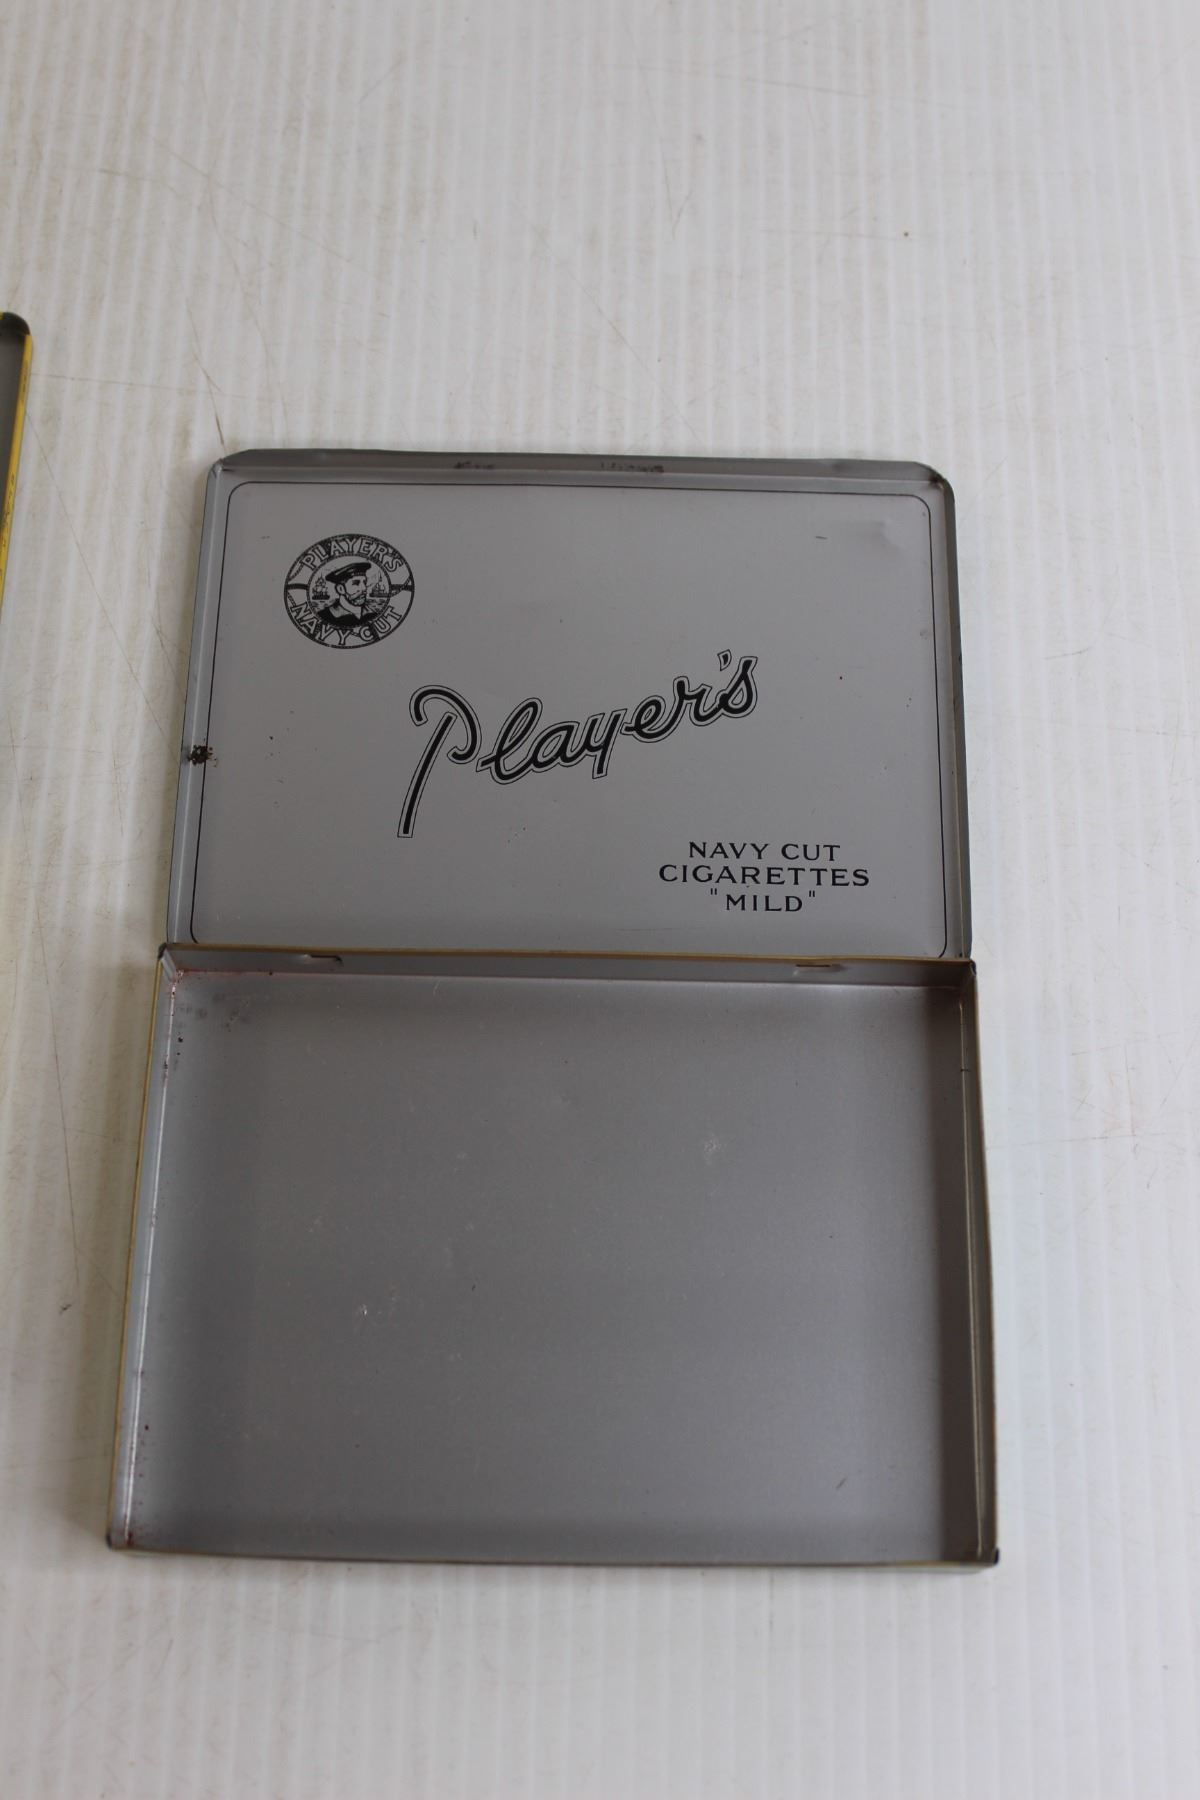 PLAYER'S
NAVY CUT
Player's
NAVY CUT
CIGARETTES
"MILD"